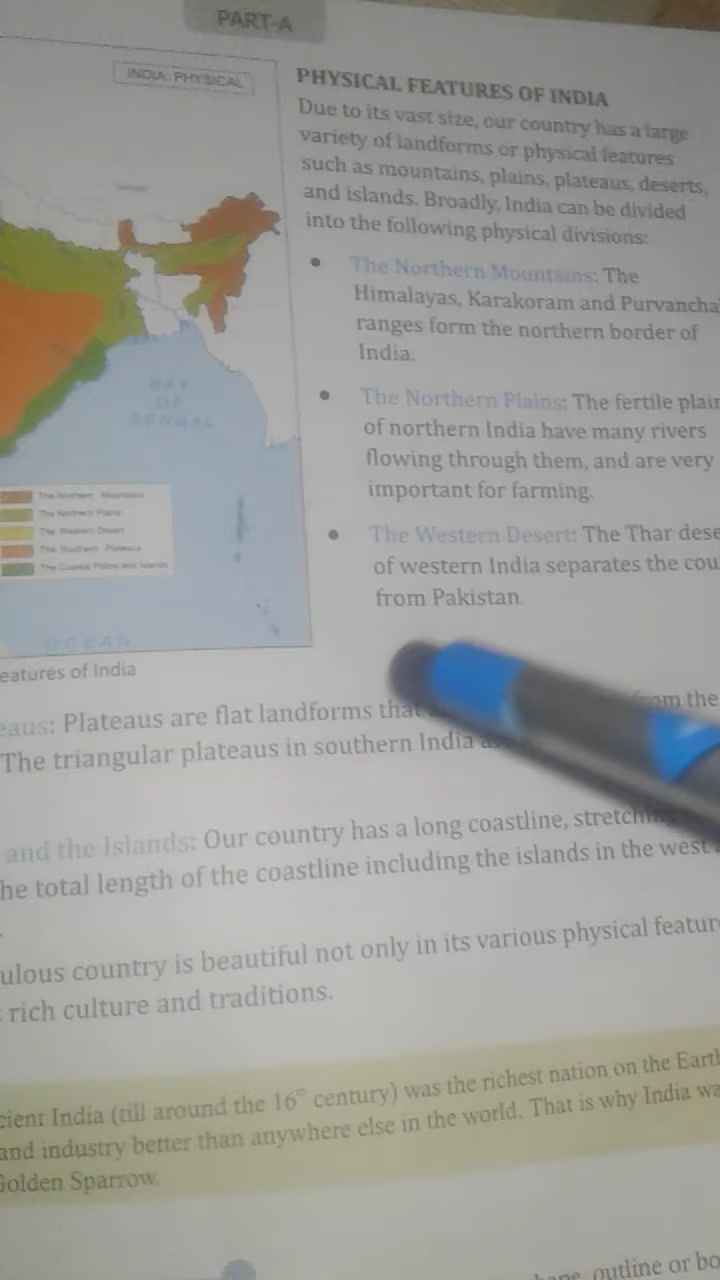 PART-A
INDIA: PHYSICAL
PHYSICAL FEATURES OF INDIA
Due to its vast size, our country has a large
variety of landforms or physical features
such as mountains, plains, plateaus, deserts,
and islands. Broadly, India can be divided
into the following physical divisions:
• The Northern Mountains: The
Himalayas, Karakoram and Purvancha
ranges form the northern border of
India.
• The Northern Plains: The fertile plain
of northern India have many rivers
flowing through them, and are very
important for farming.
• The Western Desert: The Thar dese
of western India separates the cou
from Pakistan.
BAY
OF
BENGAL
The Northern Mountains
The Northern Plains
The Western Desert
The Southern Plateaus
The Coastal Plains and Islands
OCEAN
eatures of India
eaus: Plateaus are flat landforms that from the
The triangular plateaus in southern India
and the Islands: Our country has a long coastline,
he total length of the coastline including the islands in the west
ulous country is beautiful not only in its various physical feature
rich culture and traditions.
cient India (till around the 16th century) was the richest nation on the Earth
and industry better than anywhere else in the world. That is why India wa
Golden Sparrow.
outline or bo